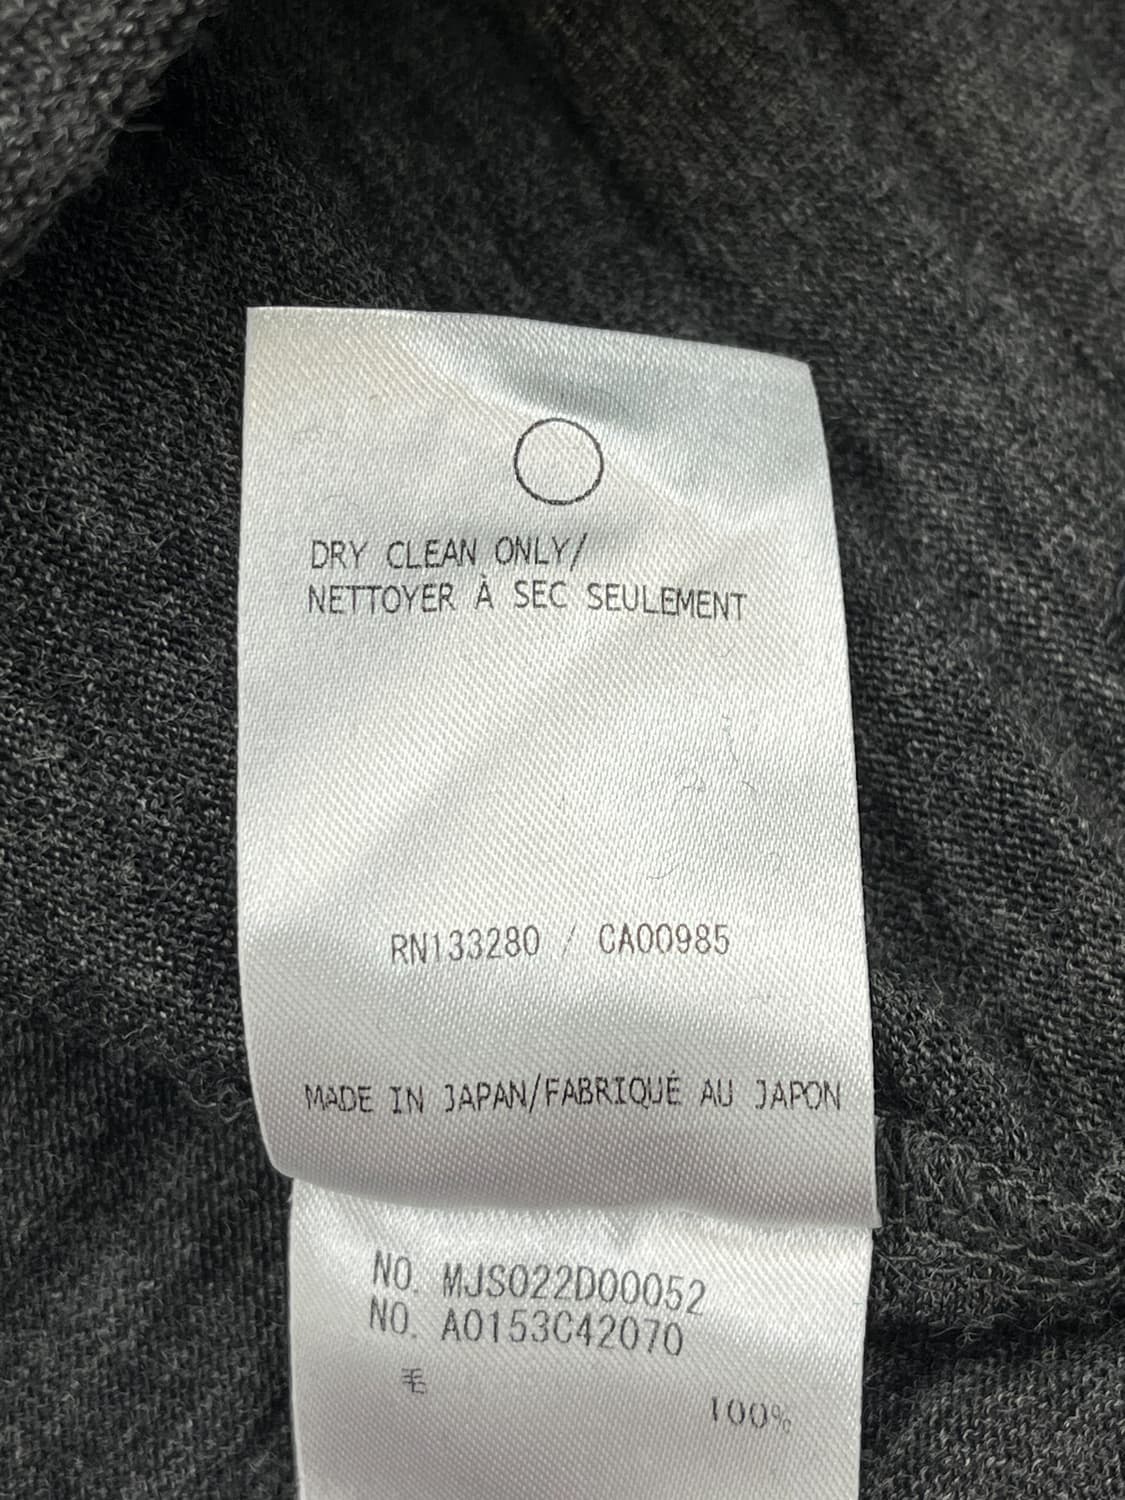 DRY CLEAN ONLY/
NETTOYER À SEC SEULEMENT
RN133280 / CA00985
MADE IN JAPAN/FABRIQUÉ AU JAPON
NO. MJS022D00052
NO. A0153C42070
毛 100%